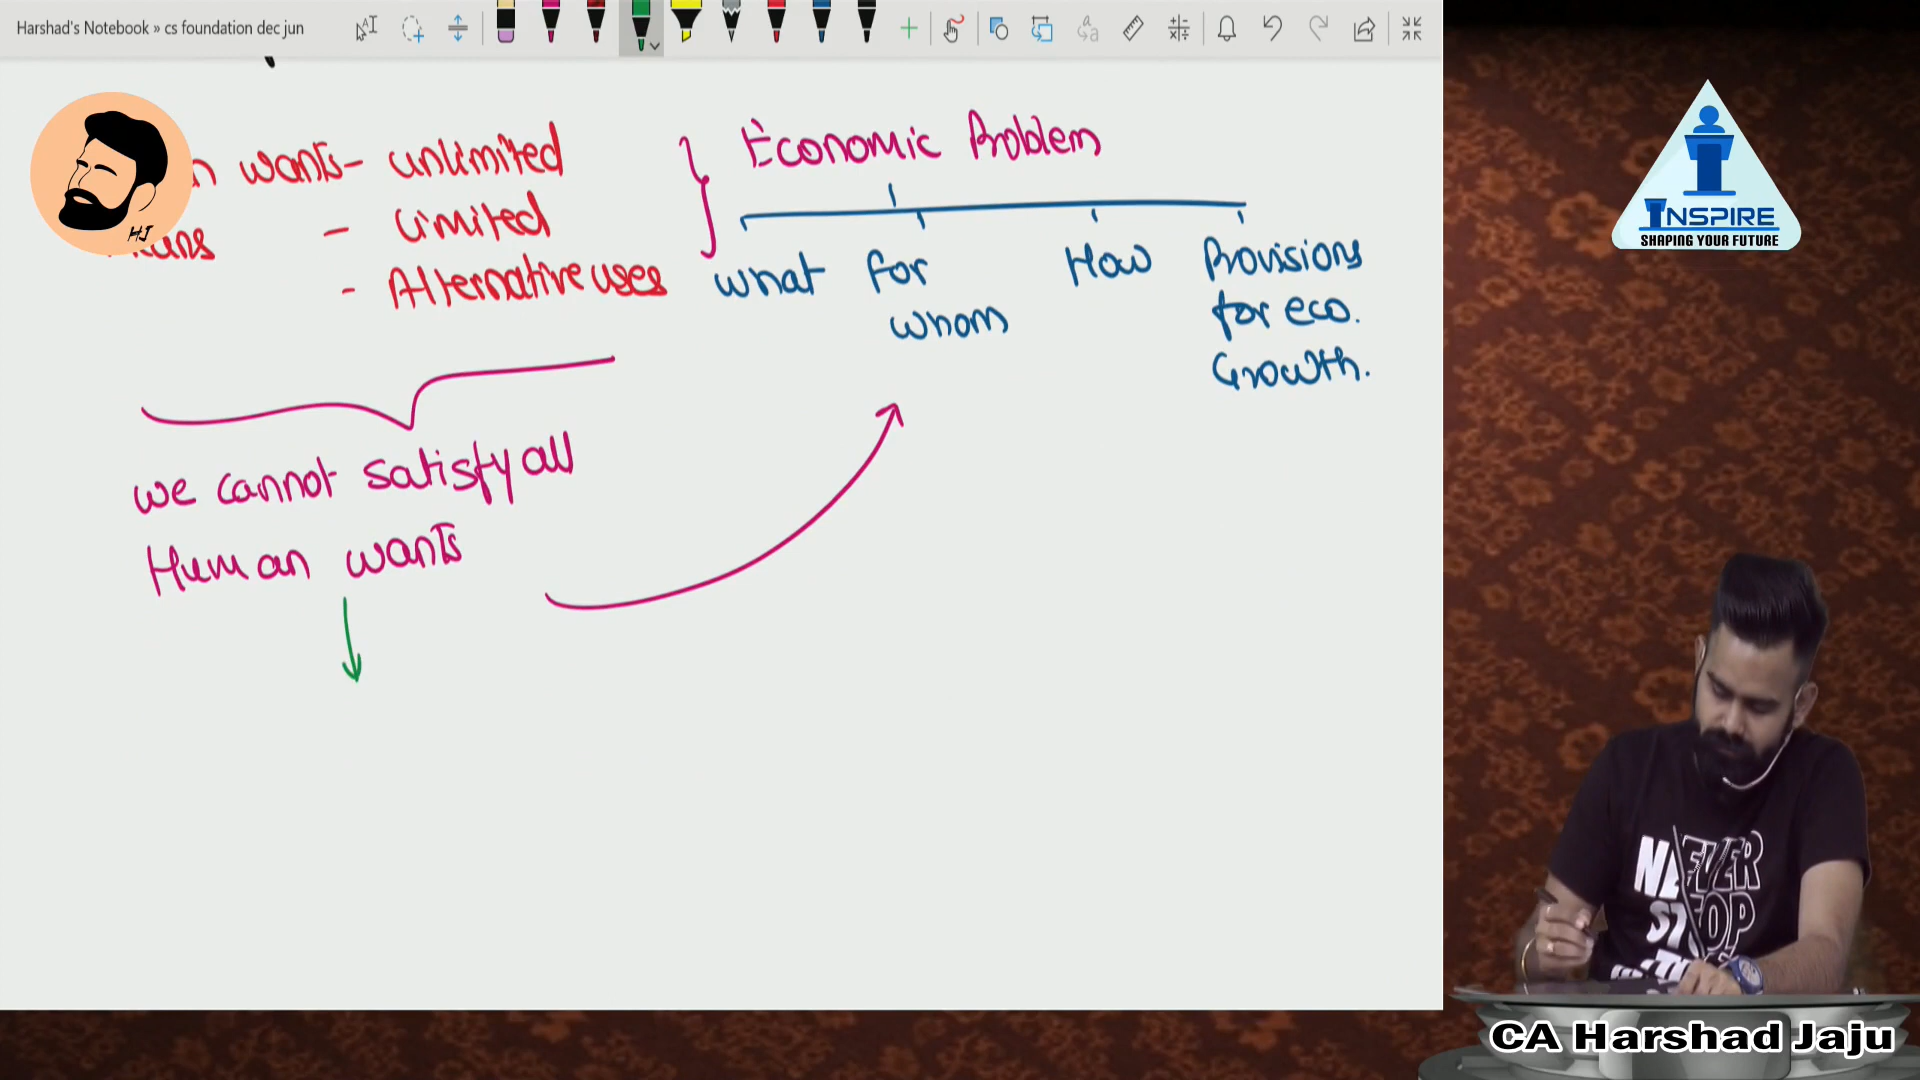 Harshad's Notebook » cs foundation dec jun
wants - unlimited
- Limited
- Alternative uses
Economic Problem
what
for whom
How
Provisions for eco. Growth.
we cannot satisfy all
Human wants
HJ
INSPIRE
SHAPING YOUR FUTURE
NEVER
STOP
CA Harshad Jaju